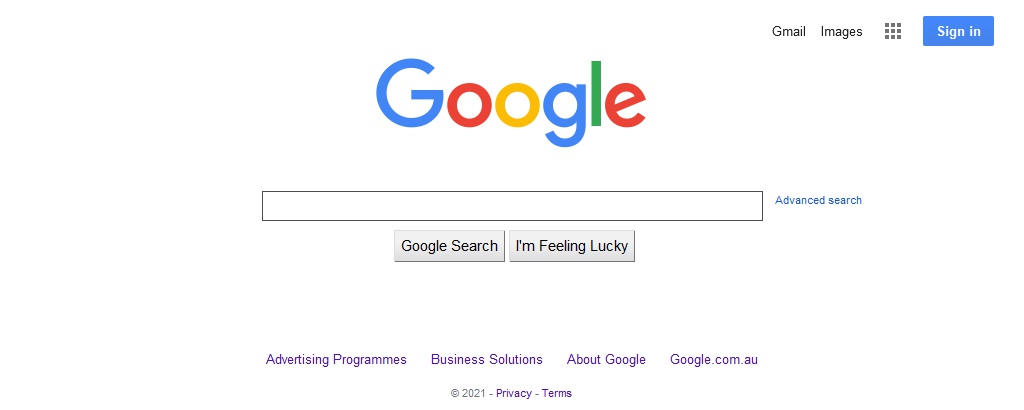 Gmail Images Sign in
Google
Advanced search
Google Search I'm Feeling Lucky
Advertising Programmes Business Solutions About Google Google.com.au
© 2021 - Privacy - Terms